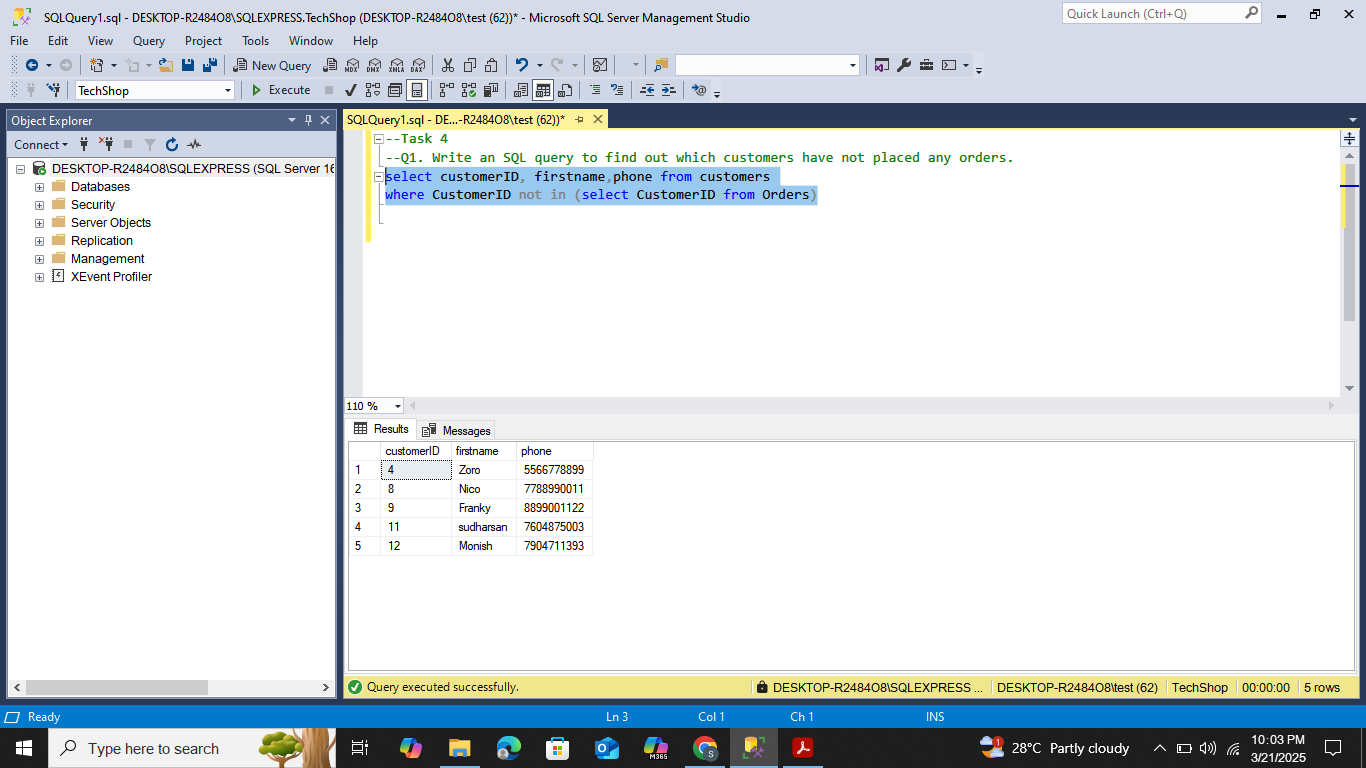 SQLQuery1.sql - DESKTOP-R2484O8\SQLEXPRESS.TechShop (DESKTOP-R2484O8\test (62))* - Microsoft SQL Server Management Studio
Quick Launch (Ctrl+Q)
File Edit View Query Project Tools Window Help
New Query MDX DMX XMLA DAX
TechShop Execute
Object Explorer
SQLQuery1.sql - DE...-R2484O8\test (62))*
Connect
DESKTOP-R2484O8\SQLEXPRESS (SQL Server 16
Databases
Security
Server Objects
Replication
Management
XEvent Profiler
--Task 4
--Q1. Write an SQL query to find out which customers have not placed any orders.
select customerID, firstname,phone from customers
where CustomerID not in (select CustomerID from Orders)
110 %
Results Messages
customerID firstname phone
1 4 Zoro 5566778899
2 8 Nico 7788990011
3 9 Franky 8899001122
4 11 sudharsan 7604875003
5 12 Monish 7904711393
Query executed successfully.
DESKTOP-R2484O8\SQLEXPRESS ... DESKTOP-R2484O8\test (62) TechShop 00:00:00 5 rows
Ready Ln 3 Col 1 Ch 1 INS
Type here to search
M365
28°C Partly cloudy
1
10:03 PM
3/21/2025